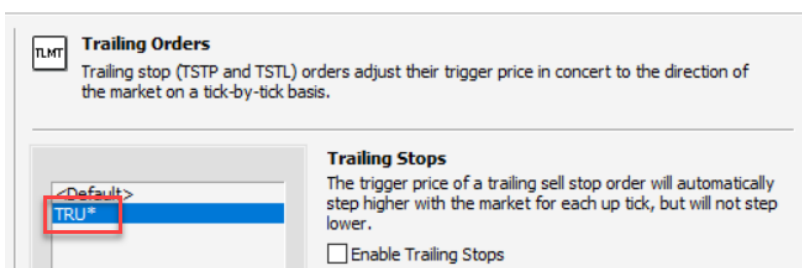 TLMT
Trailing Orders
Trailing stop (TSTP and TSTL) orders adjust their trigger price in concert to the direction of
the market on a tick-by-tick basis.
<Default>
TRU*
Trailing Stops
The trigger price of a trailing sell stop order will automatically
step higher with the market for each up tick, but will not step
lower.
Enable Trailing Stops